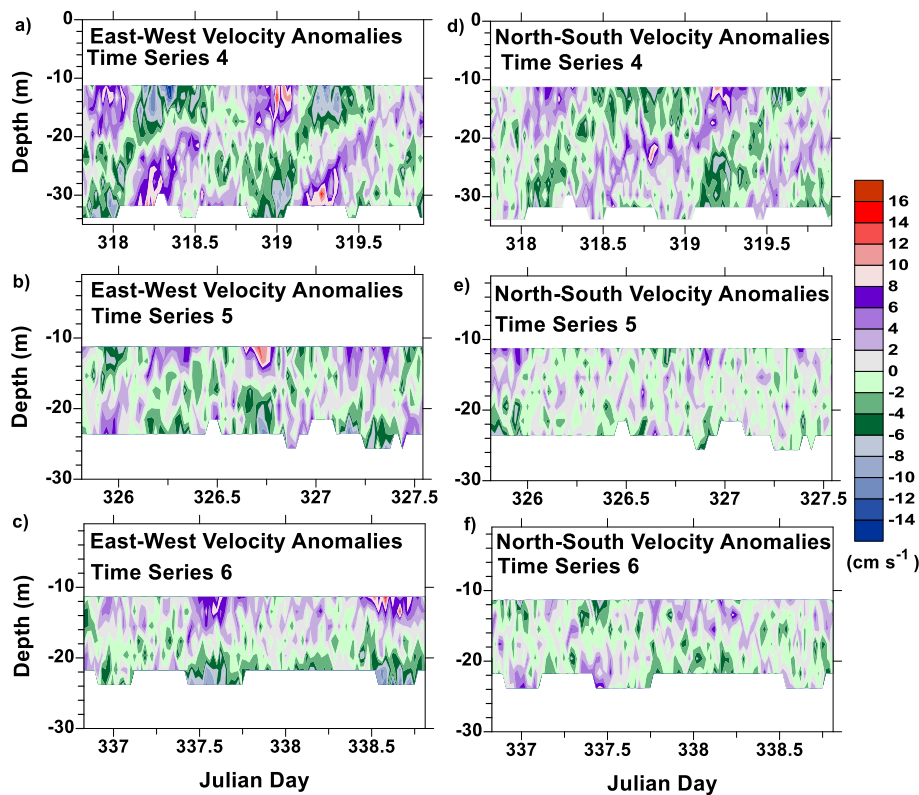 a)
East-West Velocity Anomalies
Time Series 4
Depth (m)
0
-10
-20
-30
318
318.5
319
319.5
d)
North-South Velocity Anomalies
Time Series 4
0
-10
-20
-30
318
318.5
319
319.5
b)
East-West Velocity Anomalies
Time Series 5
Depth (m)
-10
-20
-30
326
326.5
327
327.5
e)
North-South Velocity Anomalies
Time Series 5
-10
-20
-30
326
326.5
327
327.5
c)
East-West Velocity Anomalies
Time Series 6
Depth (m)
-10
-20
-30
337
337.5
338
338.5
Julian Day
f)
North-South Velocity Anomalies
Time Series 6
-10
-20
-30
337
337.5
338
338.5
Julian Day
16
14
12
10
8
6
4
2
0
-2
-4
-6
-8
-10
-12
-14
(cm s-1)